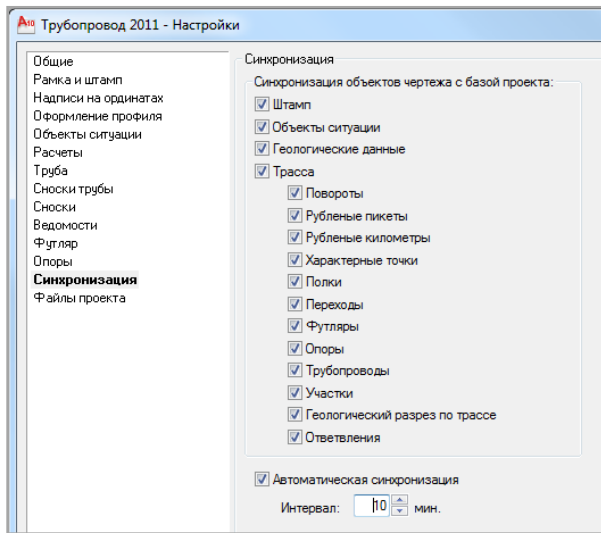 A10 Трубопровод 2011 - Настройки
Общие
Рамка и штамп
Надписи на ординатах
Оформление профиля
Объекты ситуации
Расчеты
Труба
Сноски трубы
Сноски
Ведомости
Футляр
Опоры
Синхронизация
Файлы проекта
Синхронизация
Синхронизация объектов чертежа с базой проекта:
Штамп
Объекты ситуации
Геологические данные
Трасса
Повороты
Рубленые пикеты
Рубленые километры
Характерные точки
Полки
Переходы
Футляры
Опоры
Трубопроводы
Участки
Геологический разрез по трассе
Ответвления
Автоматическая синхронизация
Интервал: 10 мин.